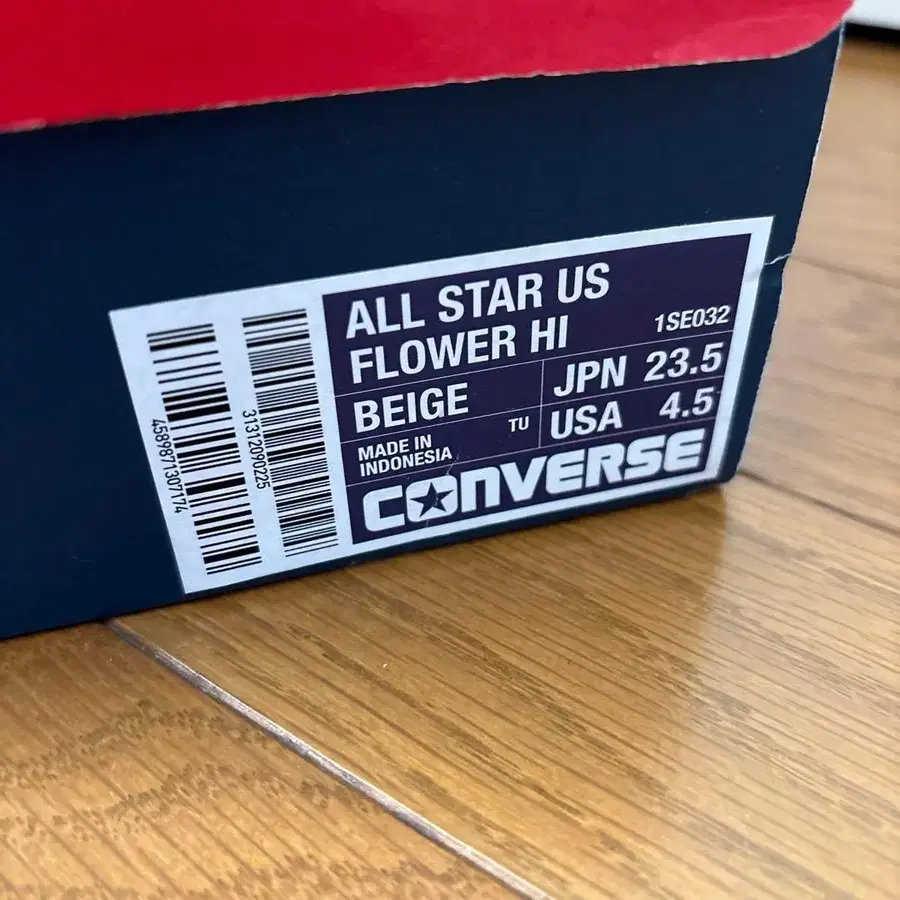 ALL STAR US
FLOWER HI
1SE032
BEIGE
JPN 23.5
TU
USA 4.5
MADE IN
INDONESIA
CONVERSE
4589871307174
31312090225